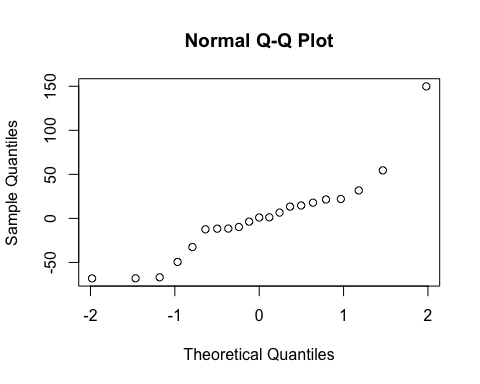 Normal Q-Q Plot
150
100
50
0
-50
Sample Quantiles
-2 -1 0 1 2
Theoretical Quantiles